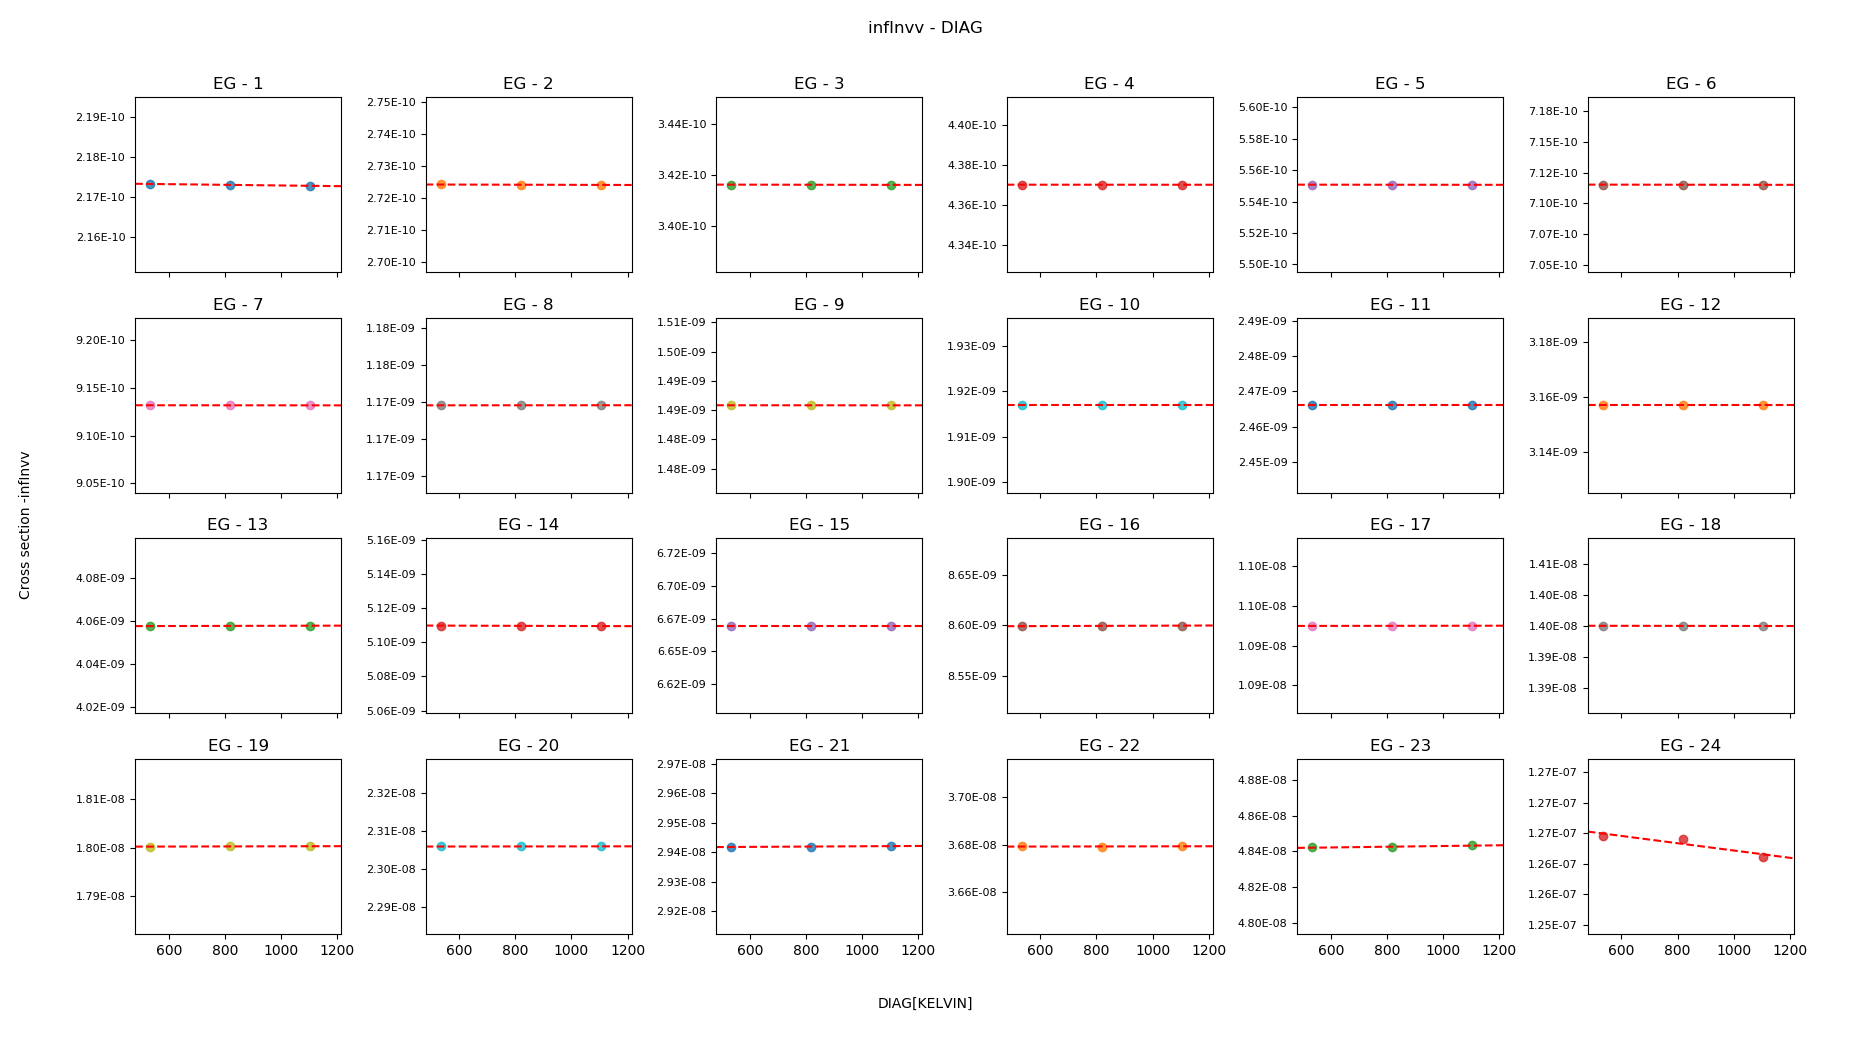 infInvv - DIAG
EG - 1
EG - 2
EG - 3
EG - 4
EG - 5
EG - 6
2.19E-10
2.18E-10
2.17E-10
2.16E-10
2.75E-10
2.74E-10
2.73E-10
2.72E-10
2.71E-10
2.70E-10
3.44E-10
3.42E-10
3.40E-10
4.40E-10
4.38E-10
4.36E-10
4.34E-10
5.60E-10
5.58E-10
5.56E-10
5.54E-10
5.52E-10
5.50E-10
7.18E-10
7.15E-10
7.12E-10
7.10E-10
7.07E-10
7.05E-10
EG - 7
EG - 8
EG - 9
EG - 10
EG - 11
EG - 12
9.20E-10
9.15E-10
9.10E-10
9.05E-10
1.18E-09
1.18E-09
1.17E-09
1.17E-09
1.17E-09
1.51E-09
1.50E-09
1.49E-09
1.49E-09
1.48E-09
1.48E-09
1.93E-09
1.92E-09
1.91E-09
1.90E-09
2.49E-09
2.48E-09
2.47E-09
2.46E-09
2.45E-09
3.18E-09
3.16E-09
3.14E-09
Cross section -infInvv
EG - 13
EG - 14
EG - 15
EG - 16
EG - 17
EG - 18
4.08E-09
4.06E-09
4.04E-09
4.02E-09
5.16E-09
5.14E-09
5.12E-09
5.10E-09
5.08E-09
5.06E-09
6.72E-09
6.70E-09
6.67E-09
6.65E-09
6.62E-09
8.65E-09
8.60E-09
8.55E-09
1.10E-08
1.10E-08
1.09E-08
1.09E-08
1.41E-08
1.40E-08
1.40E-08
1.39E-08
1.39E-08
EG - 19
EG - 20
EG - 21
EG - 22
EG - 23
EG - 24
1.81E-08
1.80E-08
1.79E-08
2.32E-08
2.31E-08
2.30E-08
2.29E-08
2.97E-08
2.96E-08
2.95E-08
2.94E-08
2.93E-08
2.92E-08
3.70E-08
3.68E-08
3.66E-08
4.88E-08
4.86E-08
4.84E-08
4.82E-08
4.80E-08
1.27E-07
1.27E-07
1.27E-07
1.26E-07
1.26E-07
1.25E-07
600 800 1000 1200
600 800 1000 1200
600 800 1000 1200
600 800 1000 1200
600 800 1000 1200
600 800 1000 1200
DIAG[KELVIN]